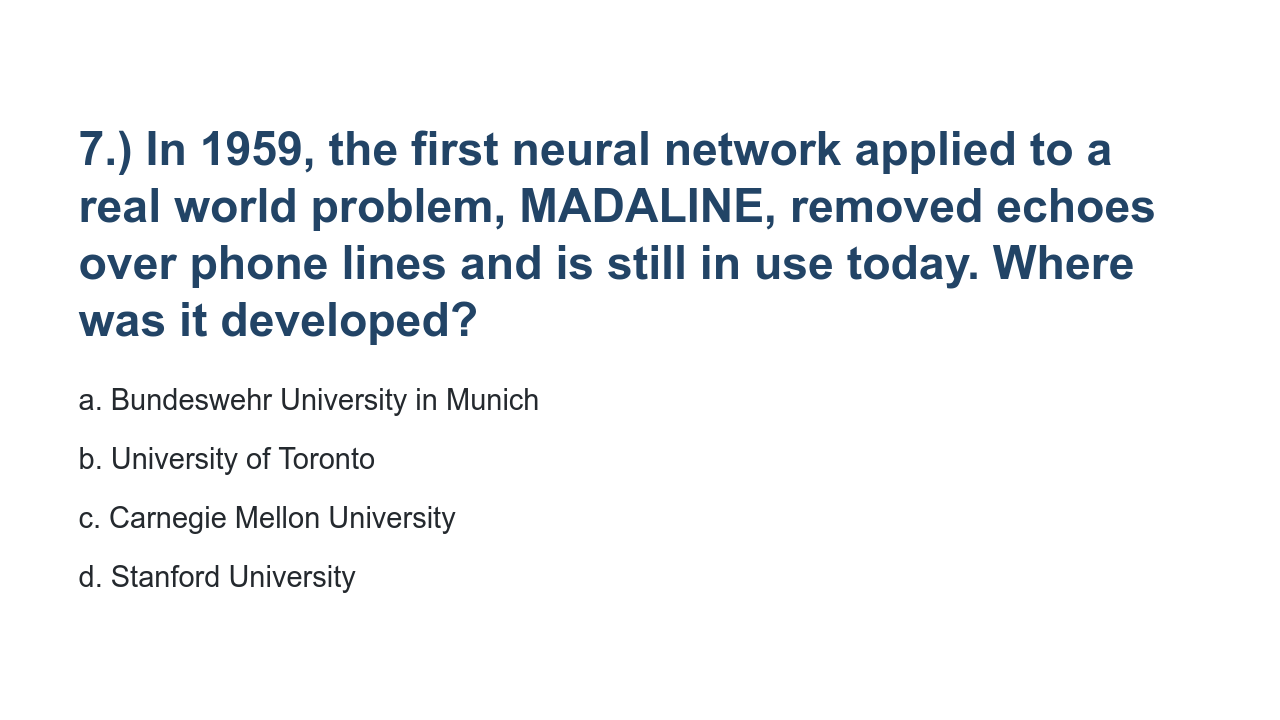 7.) In 1959, the first neural network applied to a
real world problem, MADALINE, removed echoes
over phone lines and is still in use today. Where
was it developed?
a. Bundeswehr University in Munich
b. University of Toronto
c. Carnegie Mellon University
d. Stanford University